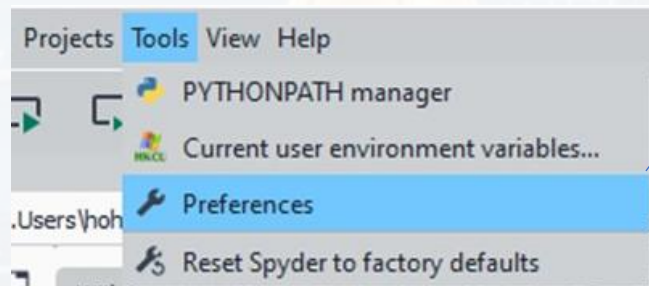 Projects Tools View Help
PYTHONPATH manager
Current user environment variables...
.Users\hoh
Preferences
Reset Spyder to factory defaults